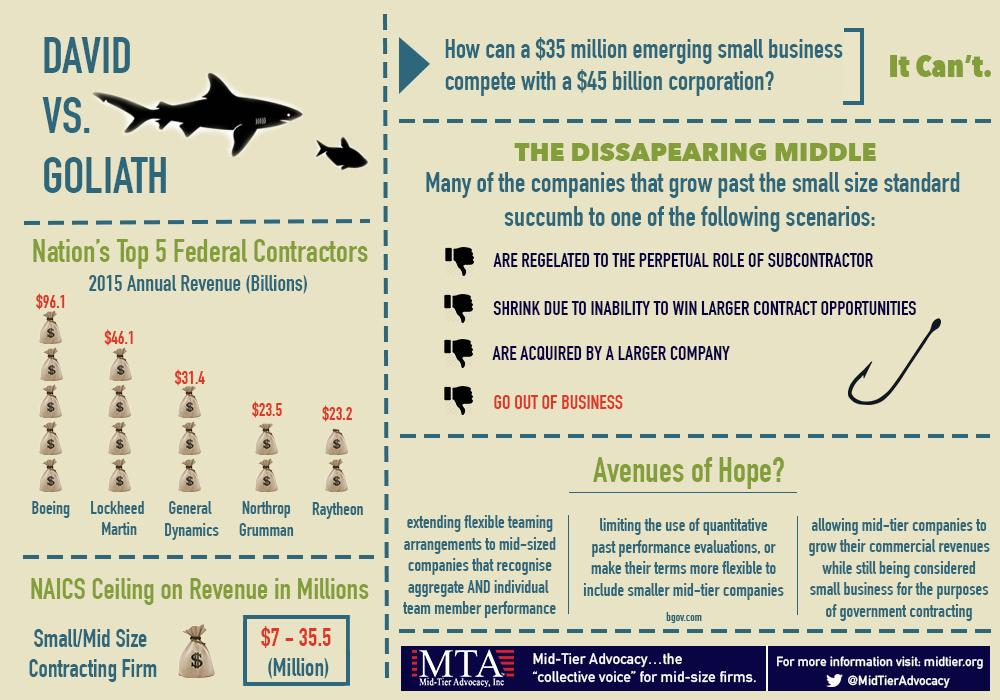 DAVID
VS.
GOLIATH
Nation's Top 5 Federal Contractors
2015 Annual Revenue (Billions)
$96.1
$46.1
$31.4
$23.5
$23.2
Boeing
Lockheed
Martin
General
Dynamics
Northrop
Grumman
Raytheon
NAICS Ceiling on Revenue in Millions
Small/Mid Size
Contracting Firm
$
$7 - 35.5
(Million)
How can a $35 million emerging small business
compete with a $45 billion corporation?
It Can't.
THE DISSAPEARING MIDDLE
Many of the companies that grow past the small size standard
succumb to one of the following scenarios:
ARE REGELATED TO THE PERPETUAL ROLE OF SUBCONTRACTOR
SHRINK DUE TO INABILITY TO WIN LARGER CONTRACT OPPORTUNITIES
ARE ACQUIRED BY A LARGER COMPANY
GO OUT OF BUSINESS
Avenues of Hope?
extending flexible teaming
arrangements to mid-sized
companies that recognise
aggregate AND individual
team member performance
limiting the use of quantitative
past performance evaluations, or
make their terms more flexible to
include smaller mid-tier companies
bgov.com
allowing mid-tier companies to
grow their commercial revenues
while still being considered
small business for the purposes
of government contracting
MTA
Mid-Tier Advocacy, Inc
Mid-Tier Advocacy...the
"collective voice" for mid-size firms.
For more information visit: midtier.org
@MidTierAdvocacy